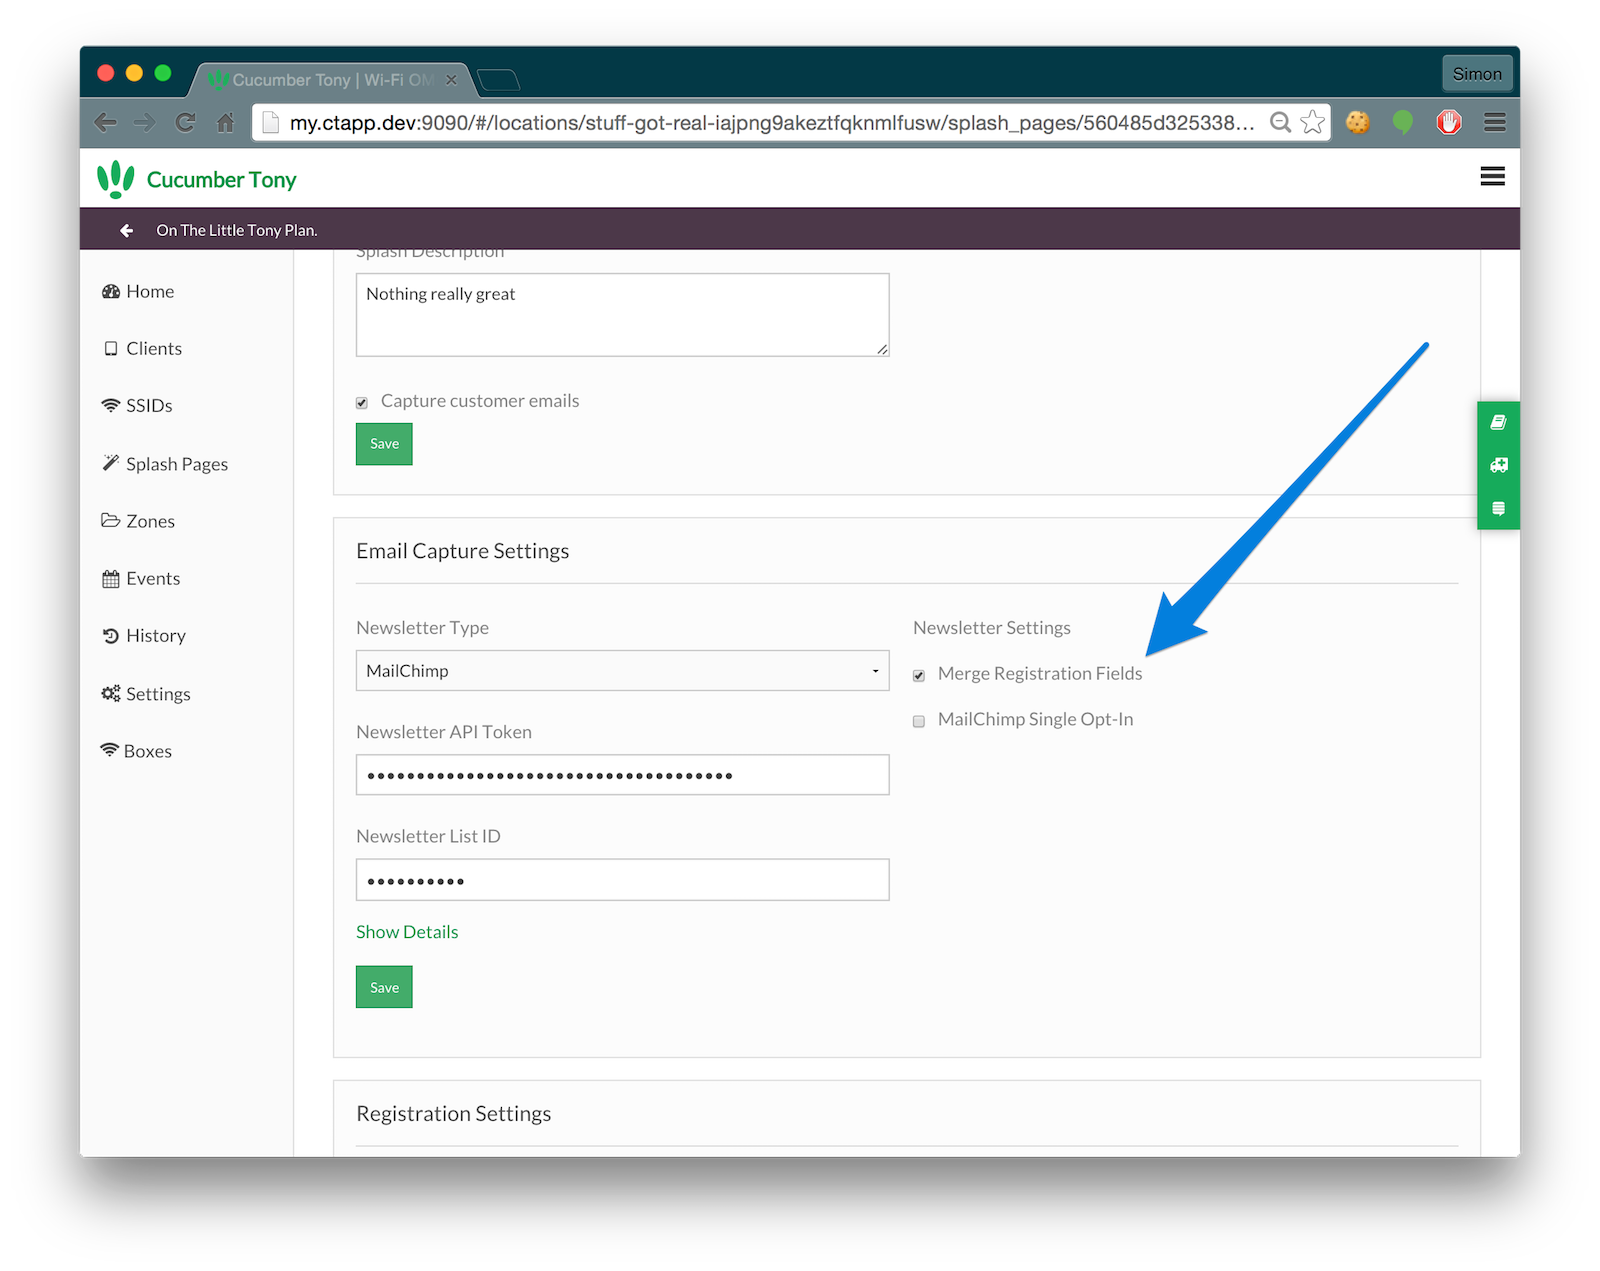 Cucumber Tony | Wi-Fi OM
Simon
my.ctapp.dev:9090/#/locations/stuff-got-real-iajpng9akeztfqknmlfusw/splash_pages/560485d325338...
Cucumber Tony
On The Little Tony Plan.
Home
Clients
SSIDs
Splash Pages
Zones
Events
History
Settings
Boxes
Splash Description
Nothing really great
Capture customer emails
Save
Email Capture Settings
Newsletter Type
MailChimp
Newsletter API Token
Newsletter List ID
Show Details
Save
Newsletter Settings
Merge Registration Fields
MailChimp Single Opt-In
Registration Settings